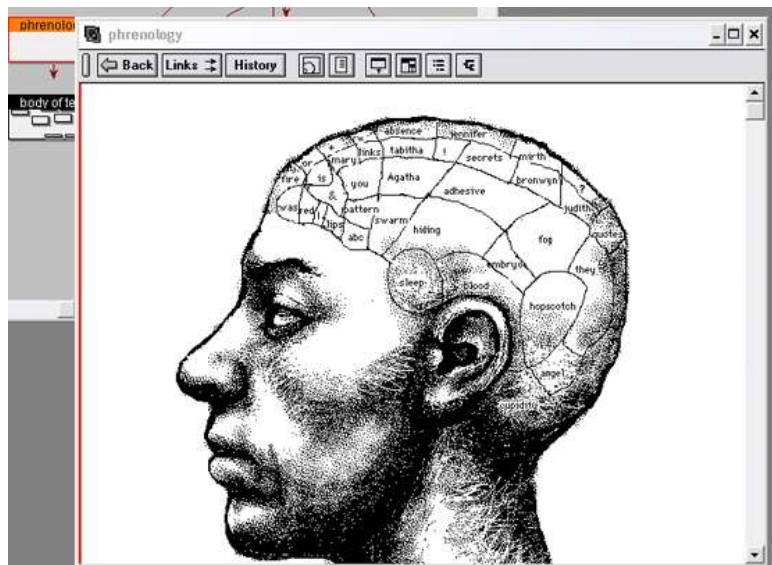 phrenolo
phrenology
Back Links History
body of te
absence jennifer
+ =
or mary links tabitha ! secrets mirth
fire is you Agatha bronwyn ?
& adhesive
was red I pattern swarm judith
lips abc hiding fog quotes
embryo they
sleep blood
hopscotch
angel
cupidity